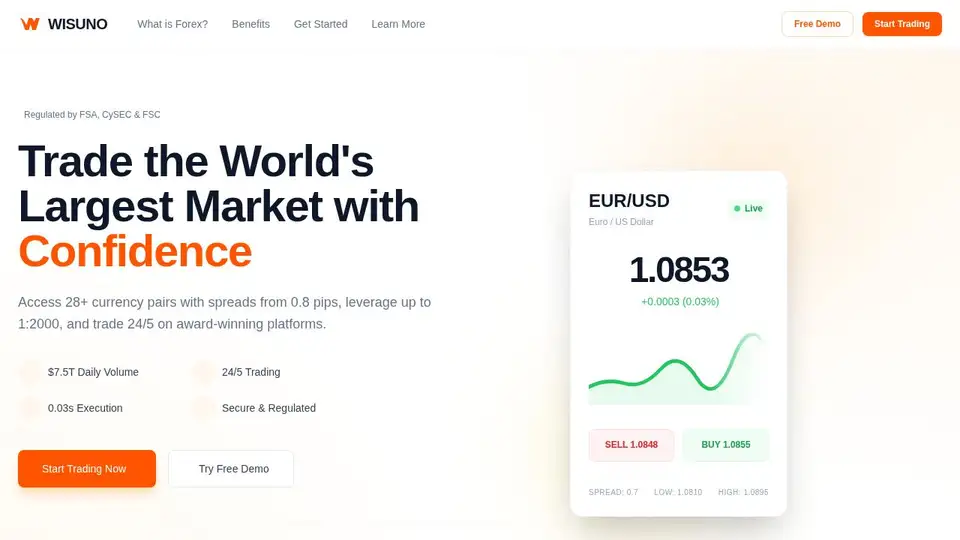 WISUNO
What is Forex?
Benefits
Get Started
Learn More
Free Demo
Start Trading
Regulated by FSA, CySEC & FSC
Trade the World's
Largest Market with
Confidence
Access 28+ currency pairs with spreads from 0.8 pips, leverage up to
1:2000, and trade 24/5 on award-winning platforms.
$7.5T Daily Volume
24/5 Trading
0.03s Execution
Secure & Regulated
Start Trading Now
Try Free Demo
EUR/USD
Live
Euro / US Dollar
1.0853
+0.0003 (0.03%)
SELL 1.0848
BUY 1.0855
SPREAD: 0.7
LOW: 1.0810
HIGH: 1.0895